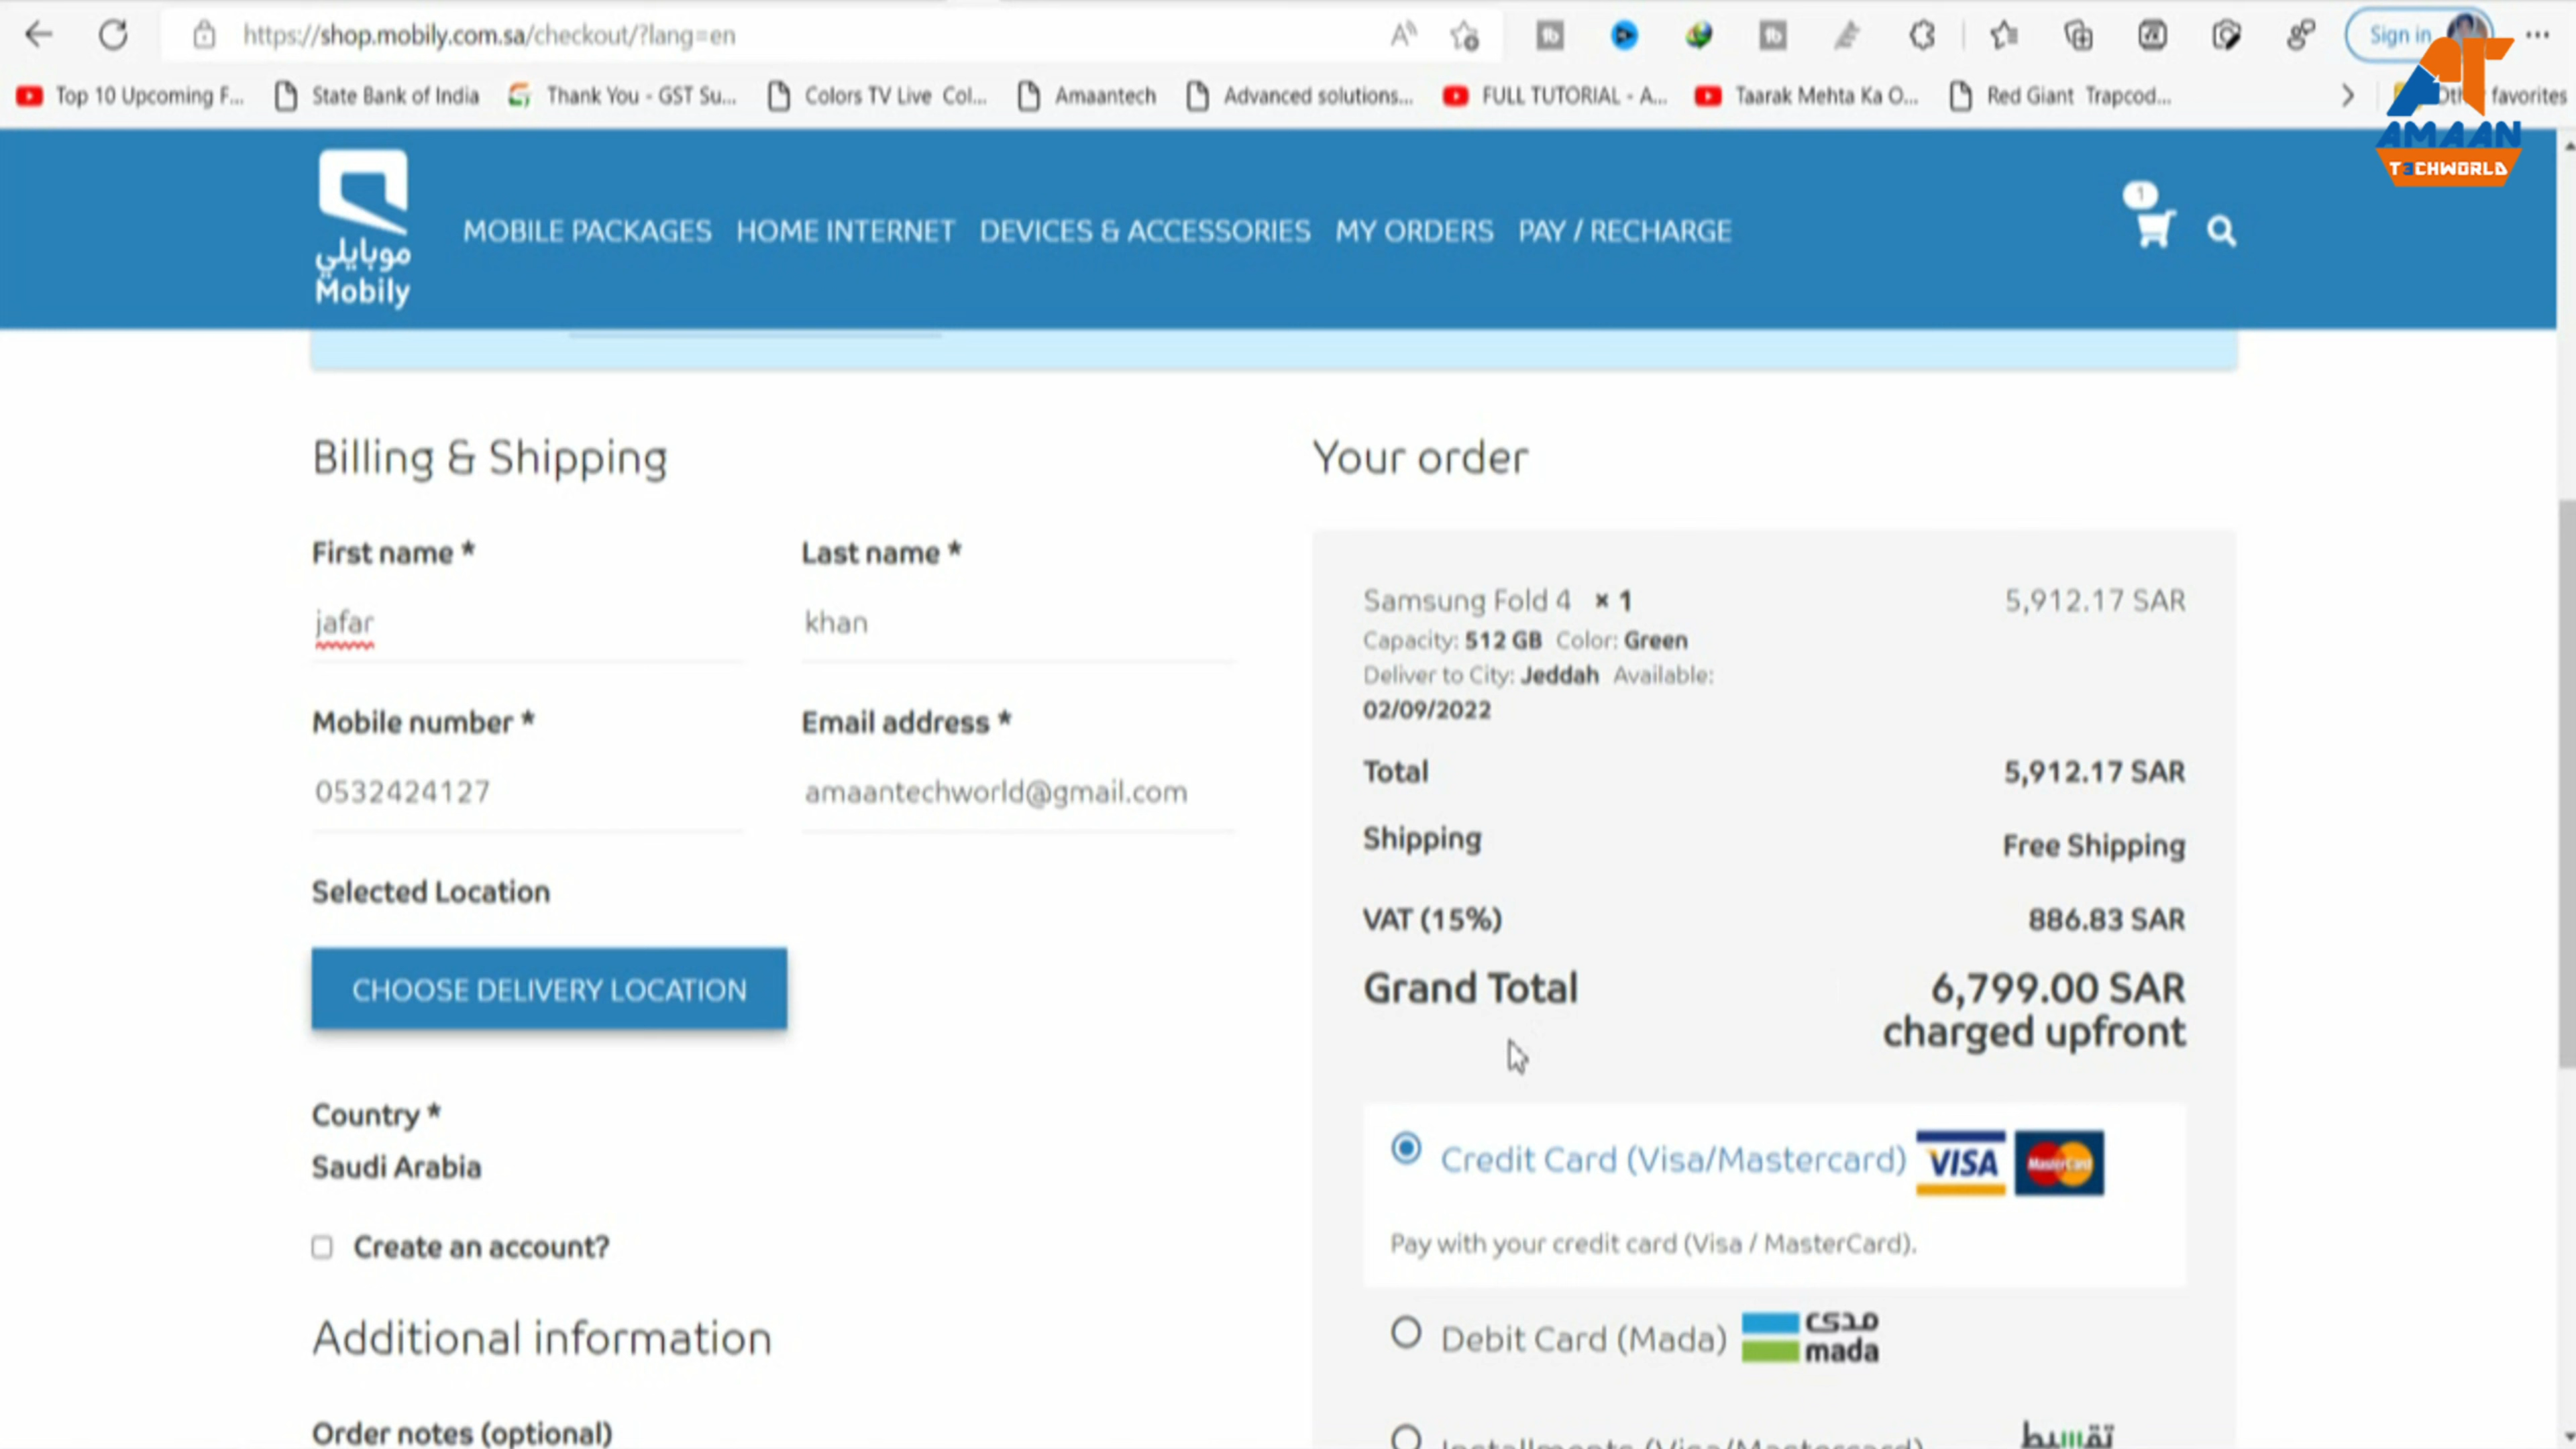 https://shop.mobily.com.sa/checkout/?lang=en
Sign in
Top 10 Upcoming F...
State Bank of India
Thank You - GST Su...
Colors TV Live Col...
Amaantech
Advanced solutions...
FULL TUTORIAL - A...
Taarak Mehta Ka O...
Red Giant Trapcod...
favorites
AT
AMAAN
T3CHWORLD
موبايلي
Mobily
MOBILE PACKAGES
HOME INTERNET
DEVICES & ACCESSORIES
MY ORDERS
PAY / RECHARGE
1
Billing & Shipping
First name *
Last name *
jafar
khan
Mobile number *
Email address *
0532424127
amaantechworld@gmail.com
Selected Location
CHOOSE DELIVERY LOCATION
Country *
Saudi Arabia
Create an account?
Additional information
Order notes (optional)
Your order
Samsung Fold 4 × 1
5,912.17 SAR
Capacity: 512 GB Color: Green
Deliver to City: Jeddah Available:
02/09/2022
Total
5,912.17 SAR
Shipping
Free Shipping
VAT (15%)
886.83 SAR
Grand Total
6,799.00 SAR
charged upfront
Credit Card (Visa/Mastercard)
VISA
MasterCard
Pay with your credit card (Visa / MasterCard).
Debit Card (Mada)
مدى
mada
Installments (Visa/Mastercard)
تقسيط